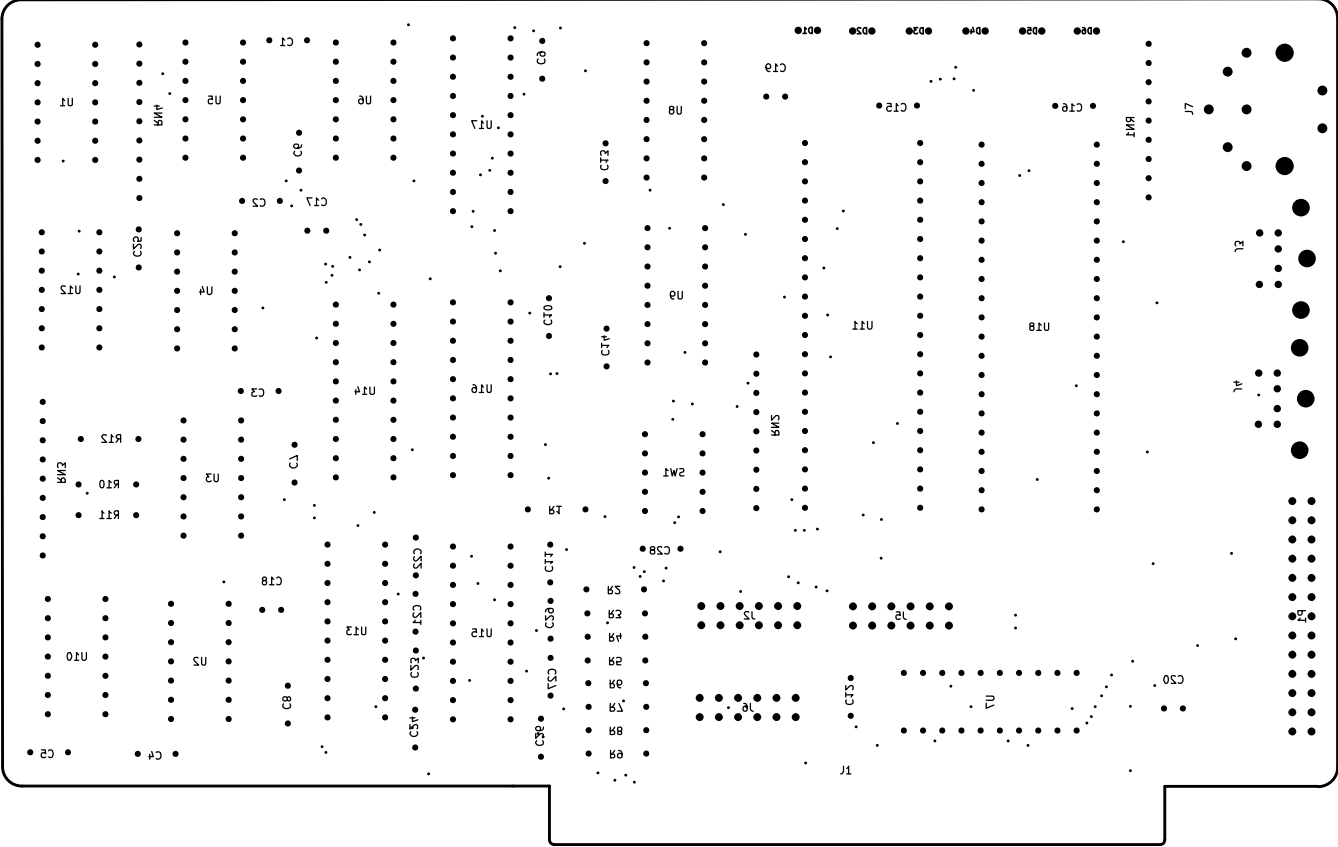 D1 D2 D3 D4 D5 D6
C1
C9
C19
U1 RN4 U5 U6 U17 U8 C15 C16 RN1 J7
C6 C13
C2 C17
C25 J3
U12 U4 U9
C10 U11 U18
C14
C3 U14 U16 J4
R12 RN2
RN3 C7 U3 SW1
R10
R11 R1
C22 C11 C28
C18 R2
C21 C29 R3 J2 J5 J9
U13 U15 R4
U10 U2 C23 R5
C27 R6 C20
C8 R7 J6 C12 U7
C24 C26 R8
C5 C4 R9
J1